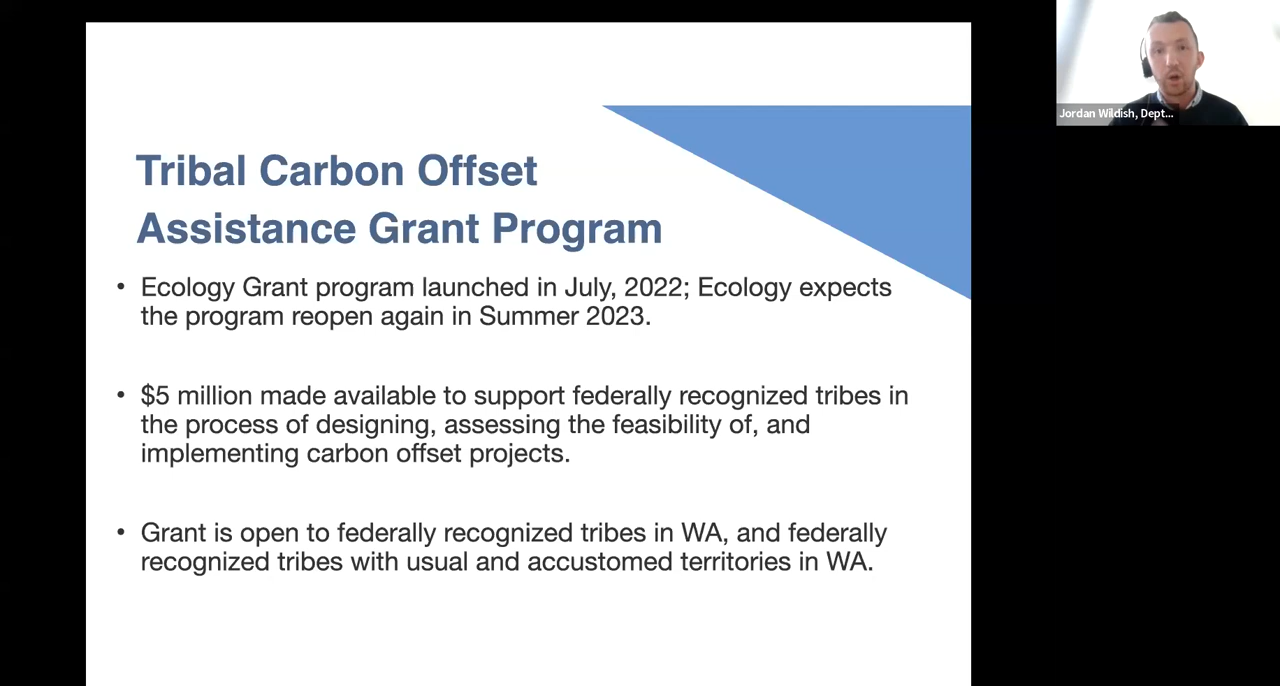 Tribal Carbon Offset
Assistance Grant Program
• Ecology Grant program launched in July, 2022; Ecology expects
the program reopen again in Summer 2023.
• $5 million made available to support federally recognized tribes in
the process of designing, assessing the feasibility of, and
implementing carbon offset projects.
• Grant is open to federally recognized tribes in WA, and federally
recognized tribes with usual and accustomed territories in WA.
Jordan Wildish, Dept...